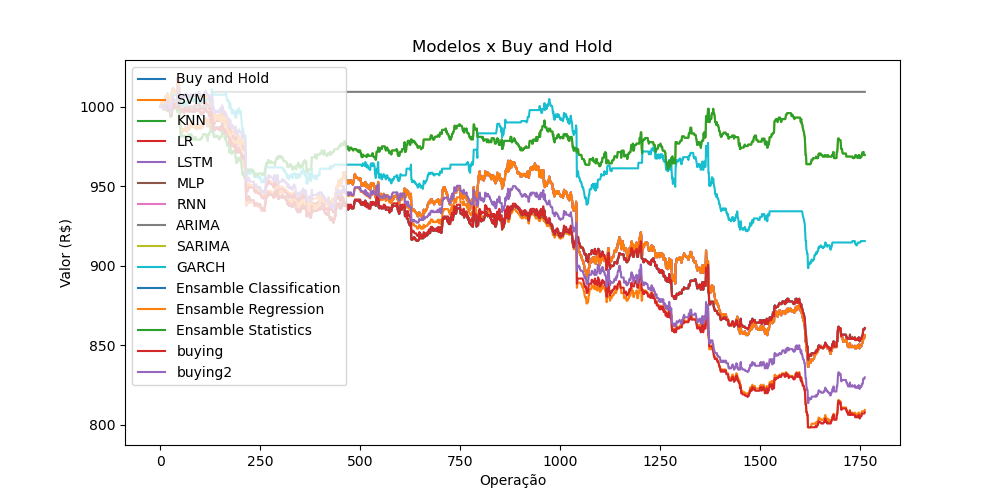 Modelos x Buy and Hold
Valor (R$)
1000
950
900
850
800
Buy and Hold
SVM
KNN
LR
LSTM
MLP
RNN
ARIMA
SARIMA
GARCH
Ensamble Classification
Ensamble Regression
Ensamble Statistics
buying
buying2
0 250 500 750 1000 1250 1500 1750
Operação